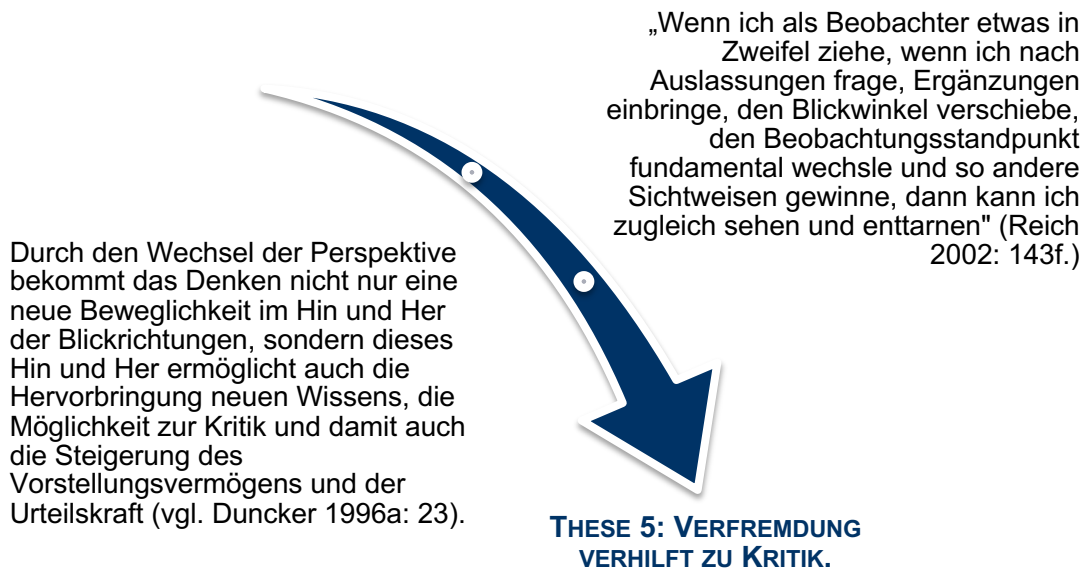 „Wenn ich als Beobachter etwas in
Zweifel ziehe, wenn ich nach
Auslassungen frage, Ergänzungen
einbringe, den Blickwinkel verschiebe,
den Beobachtungsstandpunkt
fundamental wechsle und so andere
Sichtweisen gewinne, dann kann ich
zugleich sehen und enttarnen" (Reich
2002: 143f.)
Durch den Wechsel der Perspektive
bekommt das Denken nicht nur eine
neue Beweglichkeit im Hin und Her
der Blickrichtungen, sondern dieses
Hin und Her ermöglicht auch die
Hervorbringung neuen Wissens, die
Möglichkeit zur Kritik und damit auch
die Steigerung des
Vorstellungsvermögens und der
Urteilskraft (vgl. Duncker 1996a: 23).
THESE 5: VERFREMDUNG
VERHILFT ZU KRITIK.